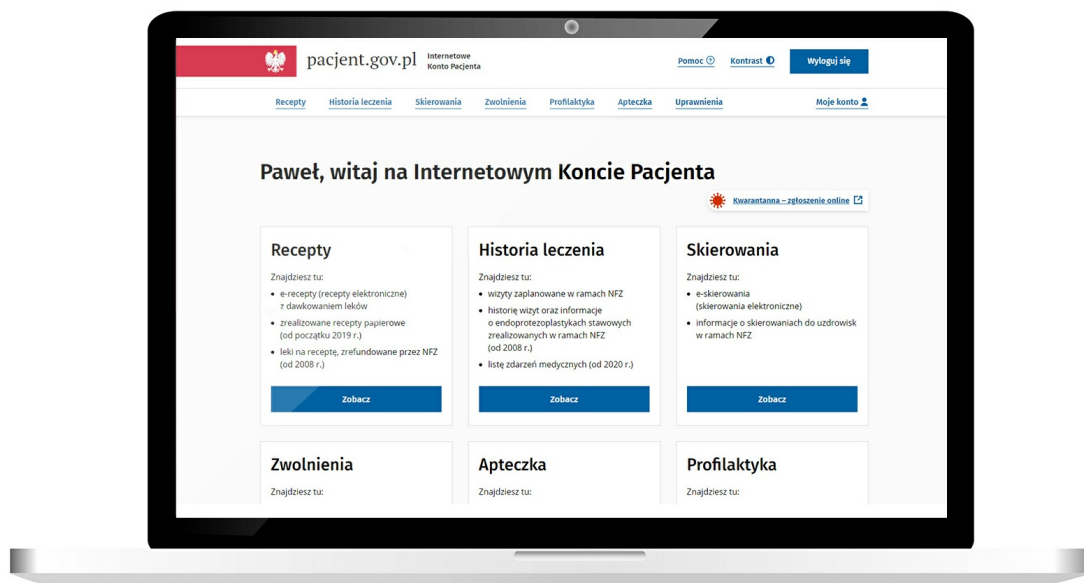 pacjent.gov.pl
Internetowe
Konto Pacjenta
Pomoc
Kontrast
Wyloguj się
Recepty Historia leczenia Skierowania Zwolnienia Profilaktyka Apteczka Uprawnienia Moje konto
Paweł, witaj na Internetowym Koncie Pacjenta
Kwarantanna – zgłoszenie online
Recepty
Znajdziesz tu:
• e-recepty (recepty elektroniczne)
z dawkowaniem leków
• zrealizowane recepty papierowe
(od początku 2019 r.)
• leki na receptę, zrefundowane przez NFZ
(od 2008 r.)
Zobacz
Historia leczenia
Znajdziesz tu:
• wizyty zaplanowane w ramach NFZ
• historię wizyt oraz informacje
o endoprotezoplastykach stawowych
zrealizowanych w ramach NFZ
(od 2008 r.)
• listę zdarzeń medycznych (od 2020 r.)
Zobacz
Skierowania
Znajdziesz tu:
• e-skierowania
(skierowania elektroniczne)
• informacje o skierowaniach do uzdrowisk
w ramach NFZ
Zobacz
Zwolnienia
Znajdziesz tu:
Apteczka
Znajdziesz tu:
Profilaktyka
Znajdziesz tu: